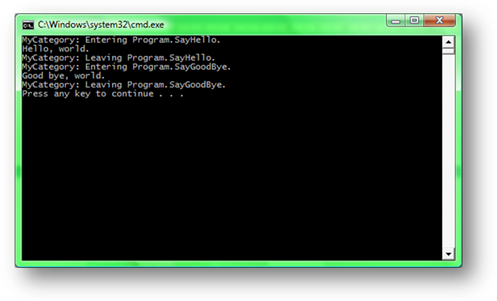 C:\Windows\system32\cmd.exe
MyCategory: Entering Program.SayHello.
Hello, world.
MyCategory: Leaving Program.SayHello.
MyCategory: Entering Program.SayGoodBye.
Good bye, world.
MyCategory: Leaving Program.SayGoodBye.
Press any key to continue . . .